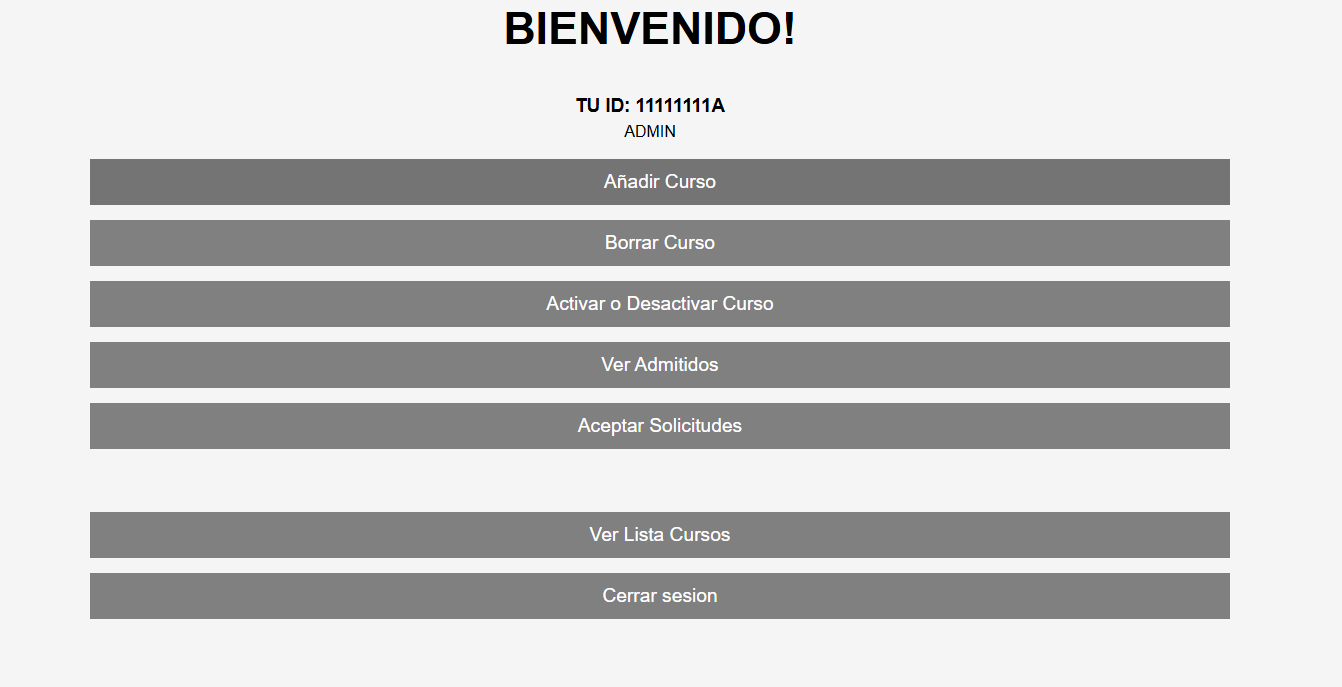 BIENVENIDO!
TU ID: 11111111A
ADMIN
Añadir Curso
Borrar Curso
Activar o Desactivar Curso
Ver Admitidos
Aceptar Solicitudes
Ver Lista Cursos
Cerrar sesion